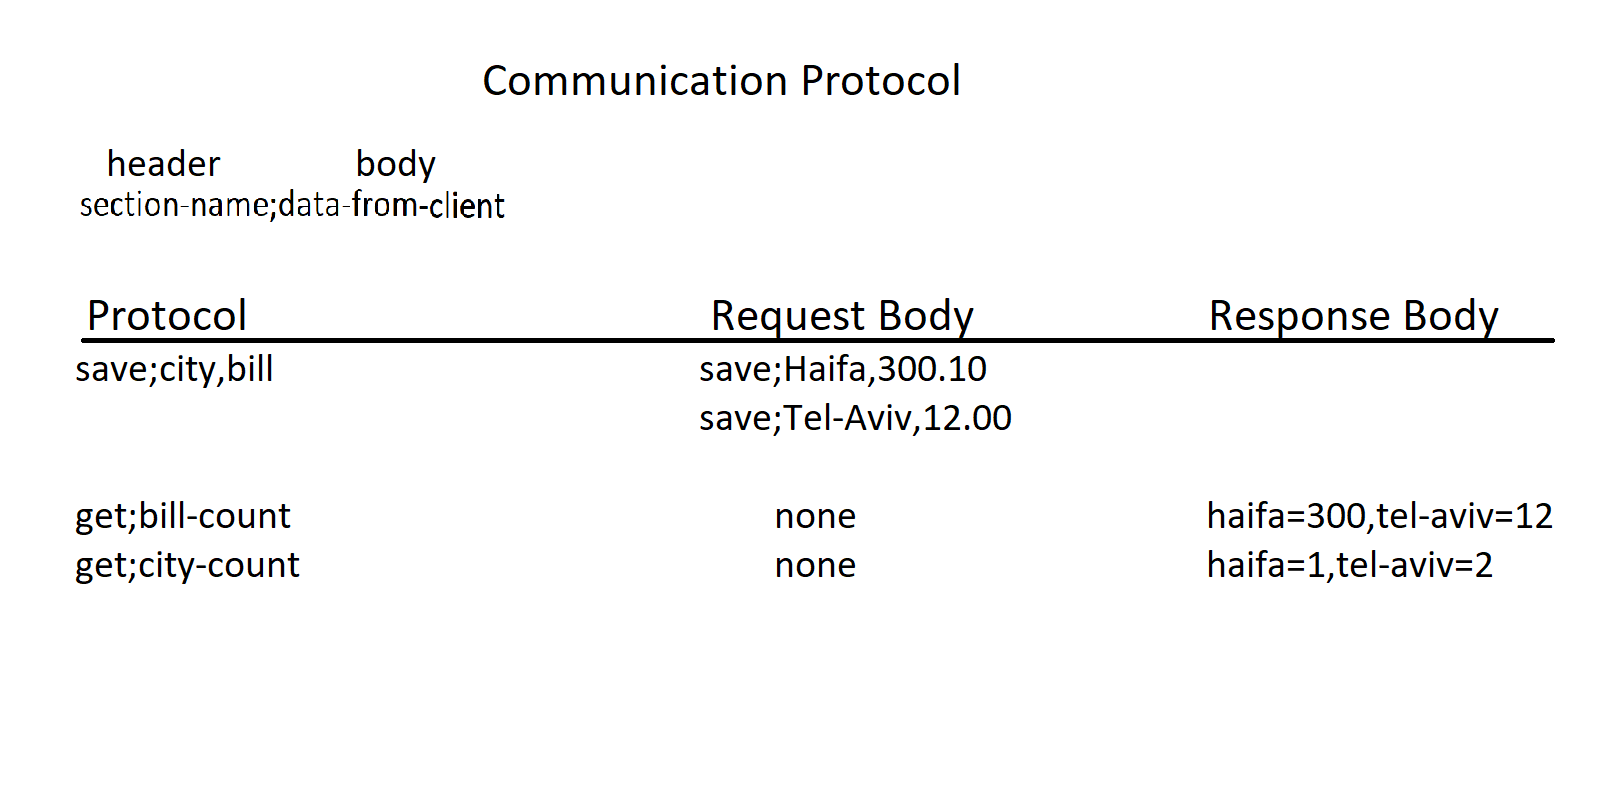 Communication Protocol
header body
section-name;data-from-client
Protocol Request Body Response Body
save;city,bill save;Haifa,300.10
save;Tel-Aviv,12.00
get;bill-count none haifa=300,tel-aviv=12
get;city-count none haifa=1,tel-aviv=2